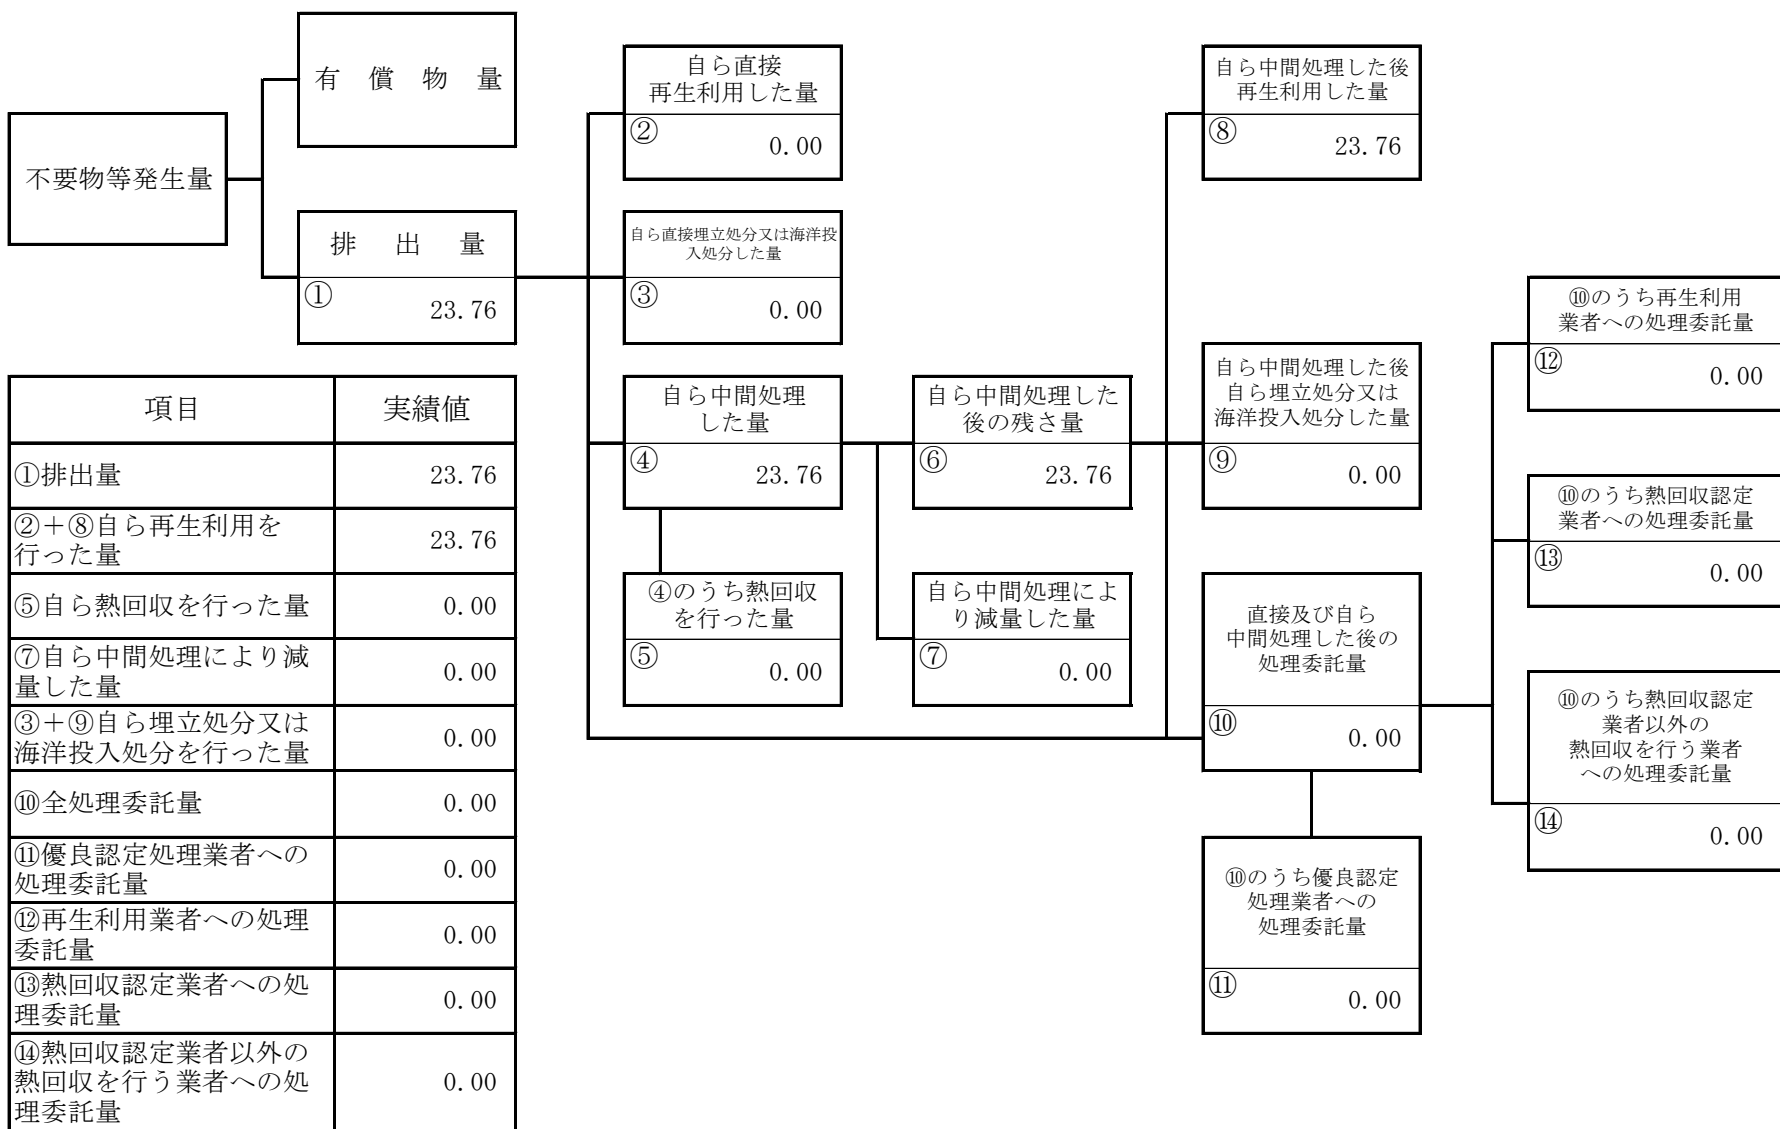 有　償　物　量
不要物等発生量
排　出　量
①
23.76
自ら直接
再生利用した量
②
0.00
自ら直接埋立処分又は海洋投
入処分した量
③
0.00
自ら中間処理
した量
④
23.76
④のうち熱回収
を行った量
⑤
0.00
自ら中間処理した
後の残さ量
⑥
23.76
自ら中間処理によ
り減量した量
⑦
0.00
自ら中間処理した後
再生利用した量
⑧
23.76
自ら中間処理した後
自ら埋立処分又は
海洋投入処分した量
⑨
0.00
直接及び自ら
中間処理した後の
処理委託量
⑩
0.00
⑩のうち優良認定
処理業者への
処理委託量
⑪
0.00
⑩のうち再生利用
業者への処理委託量
⑫
0.00
⑩のうち熱回収認定
業者への処理委託量
⑬
0.00
⑩のうち熱回収認定
業者以外の
熱回収を行う業者
への処理委託量
⑭
0.00
項目 実績値
①排出量 23.76
②＋⑧自ら再生利用を
行った量 23.76
⑤自ら熱回収を行った量 0.00
⑦自ら中間処理により減
量した量 0.00
③＋⑨自ら埋立処分又は
海洋投入処分を行った量 0.00
⑩全処理委託量 0.00
⑪優良認定処理業者への
処理委託量 0.00
⑫再生利用業者への処理
委託量 0.00
⑬熱回収認定業者への処
理委託量 0.00
⑭熱回収認定業者以外の
熱回収を行う業者への処 0.00
理委託量